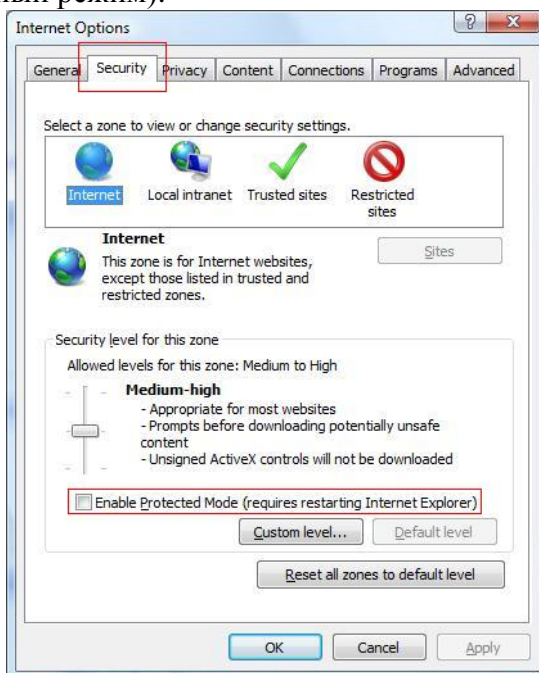 режим).
Internet Options
General Security Privacy Content Connections Programs Advanced
Select a zone to view or change security settings.
Internet Local intranet Trusted sites Restricted
sites
Internet
Sites
This zone is for Internet websites,
except those listed in trusted and
restricted zones.
Security level for this zone
Allowed levels for this zone: Medium to High
Medium-high
- Appropriate for most websites
- Prompts before downloading potentially unsafe
content
- Unsigned ActiveX controls will not be downloaded
Enable Protected Mode (requires restarting Internet Explorer)
Custom level... Default level
Reset all zones to default level
OK Cancel Apply